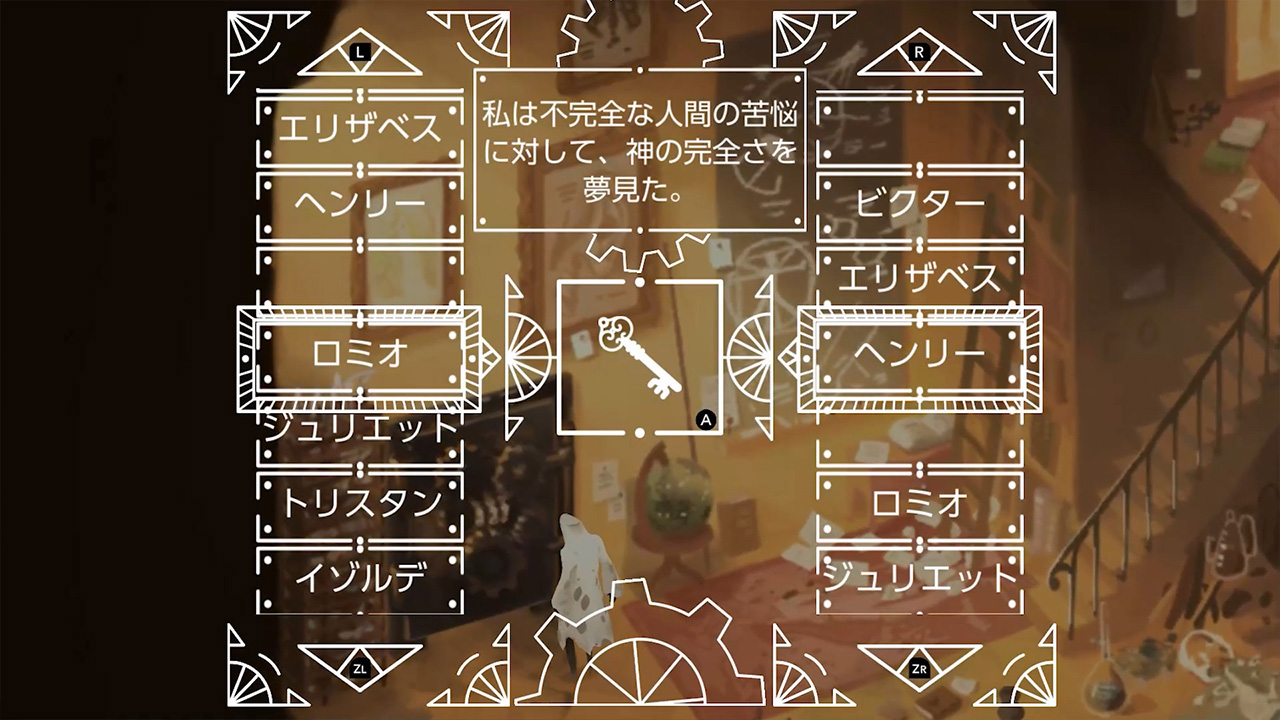 L
エリザベス
ヘンリー
ロミオ
ジュリエット
トリスタン
イゾルデ
ZL
私は不完全な人間の苦悩
に対して、神の完全さを
夢見た。
A
R
ビクター
エリザベス
ヘンリー
ロミオ
ジュリエット
ZR